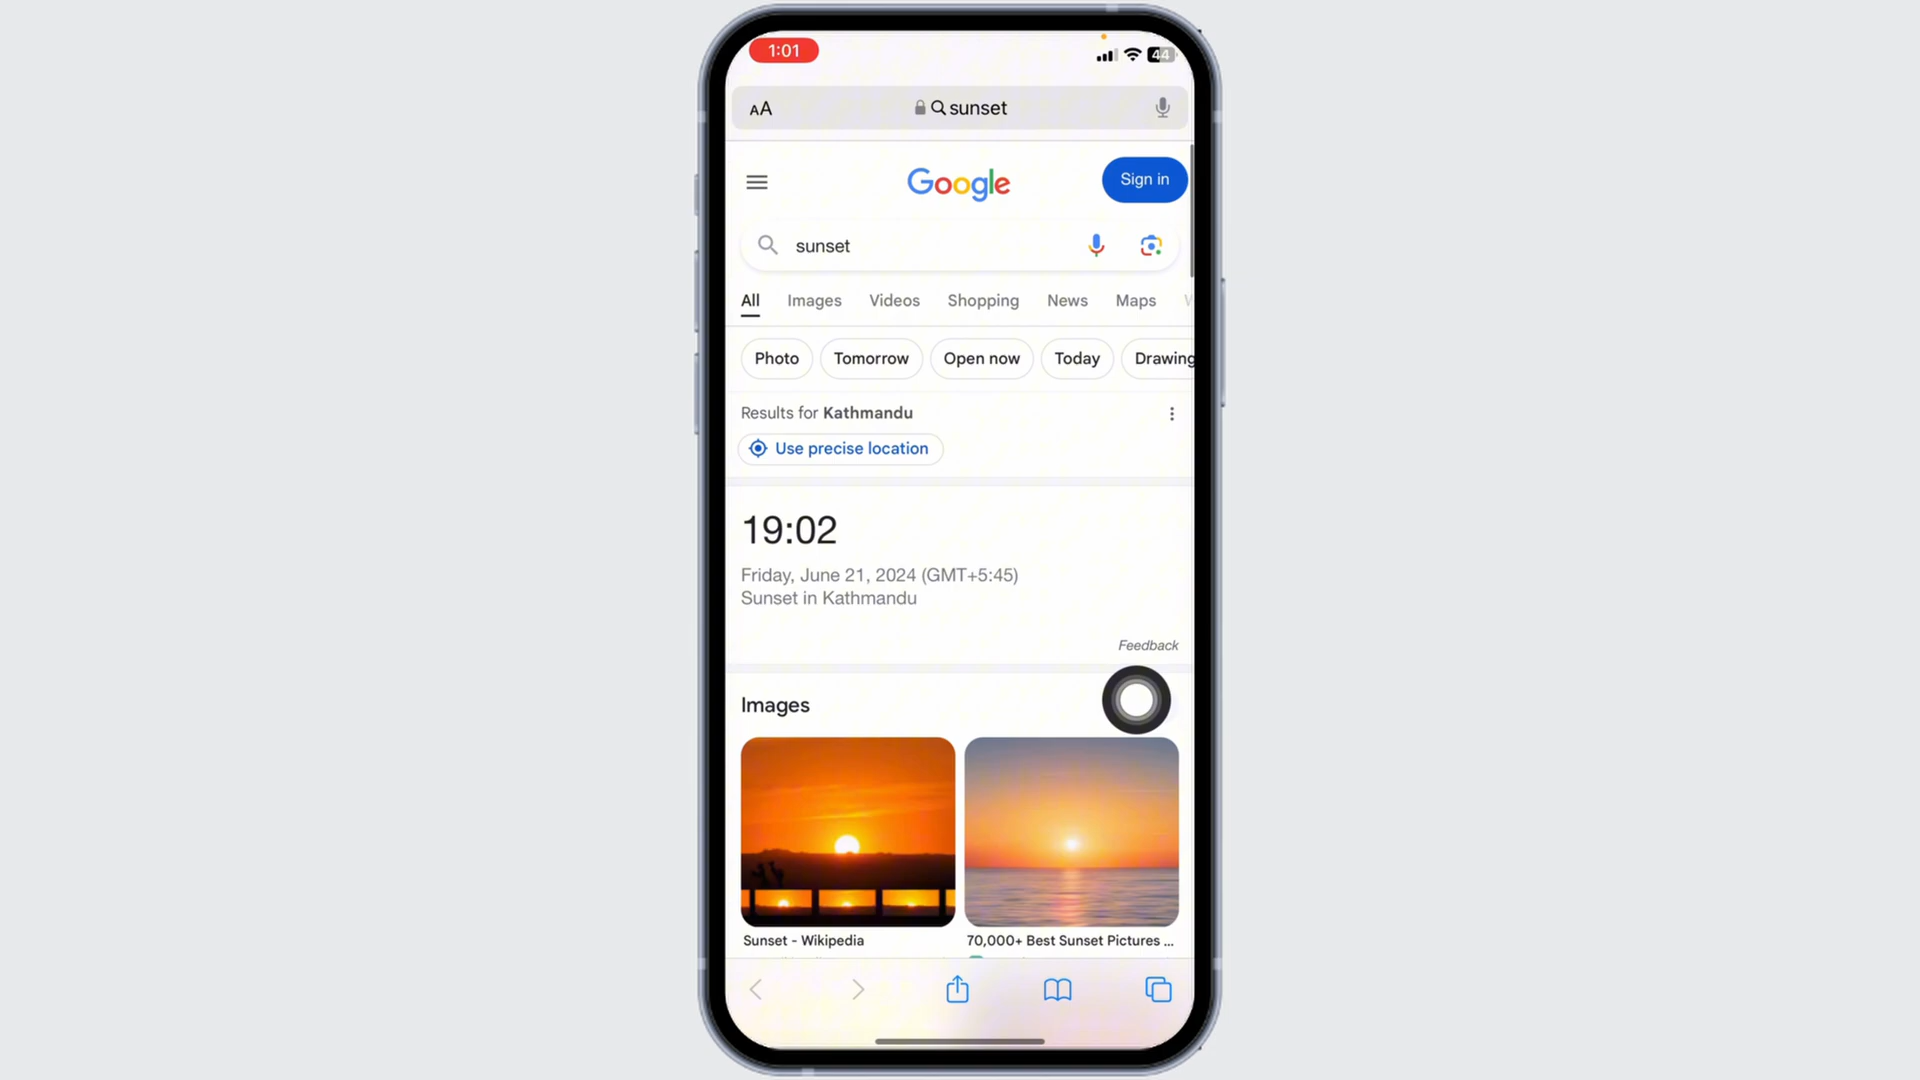 1:01
44
AA sunset
Google
Sign in
sunset
All Images Videos Shopping News Maps
Photo Tomorrow Open now Today Drawing
Results for Kathmandu
Use precise location
19:02
Friday, June 21, 2024 (GMT+5:45)
Sunset in Kathmandu
Feedback
Images
Sunset - Wikipedia
70,000+ Best Sunset Pictures ...